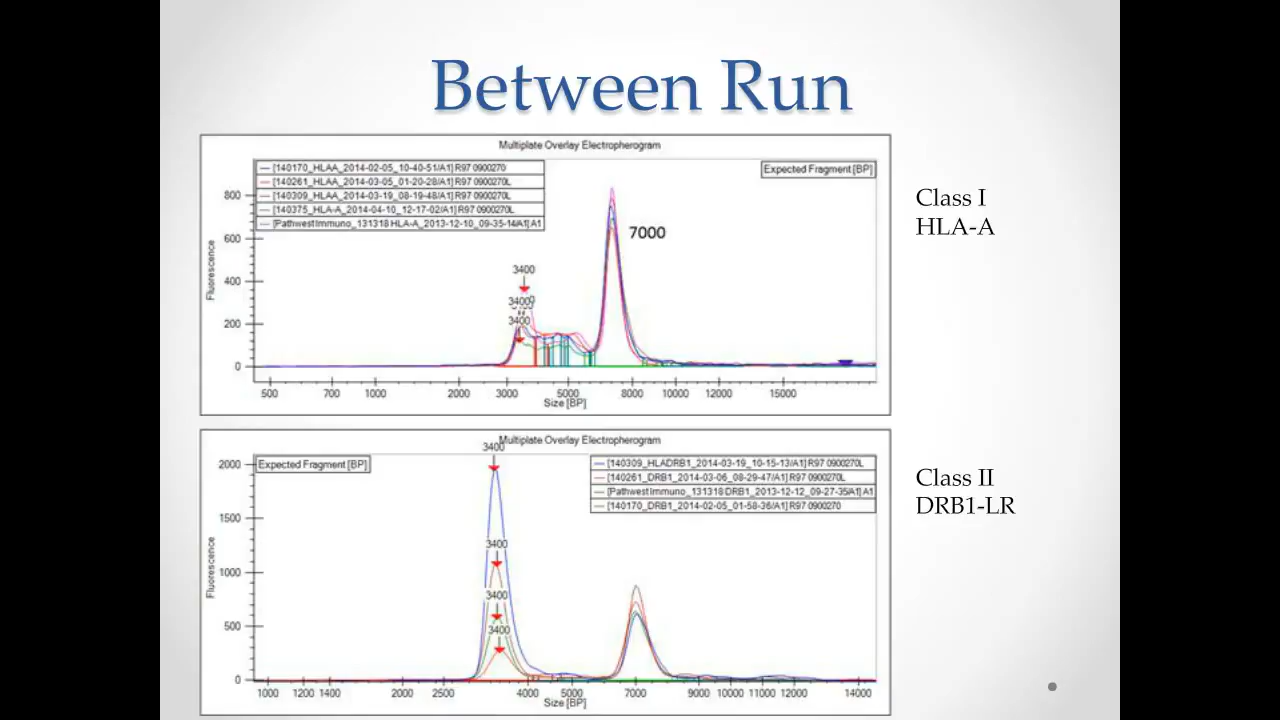 Between Run
Multiplate Overlay Electropherogram
[140170_HLAA_2014-02-05_10-40-51/A1] R97 0900270
[140261_HLAA_2014-03-05_01-20-28/A1] R97 0900270L
[140309_HLAA_2014-03-19_08-19-48/A1] R97 0900270L
[140375_HLA-A_2014-04-10_12-17-02/A1] R97 0900270L
[PathwestImmuno_131318 HLA-A_2013-12-10_09-35-14/A1] A1
Expected Fragment [BP]
Fluorescence
800
600
400
200
0
7000
3400
3400
3400
500 700 1000 2000 3000 5000 8000 10000 12000 15000
Size [BP]
Class I
HLA-A
Multiplate Overlay Electropherogram
Expected Fragment [BP]
[140309_HLADRB1_2014-03-19_10-15-13/A1] R97 0900270L
[140261_DRB1_2014-03-06_08-29-47/A1] R97 0900270L
[PathwestImmuno_131318 DRB1_2013-12-12_09-27-35/A1] A1
[140170_DRB1_2014-02-05_01-58-36/A1] R97 0900270
Fluorescence
2000
1500
1000
500
0
3400
3400
3400
3400
1000 1200 1400 2000 2500 4000 5000 7000 9000 10000 11000 12000 14000
Size [BP]
Class II
DRB1-LR